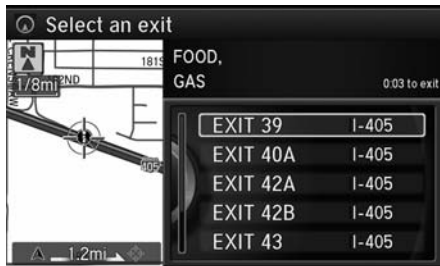 Select an exit
N
1/8mi
181S
2ND
405
1.2mi
FOOD,
GAS
0:03 to exit
EXIT 39 I-405
EXIT 40A I-405
EXIT 42A I-405
EXIT 42B I-405
EXIT 43 I-405